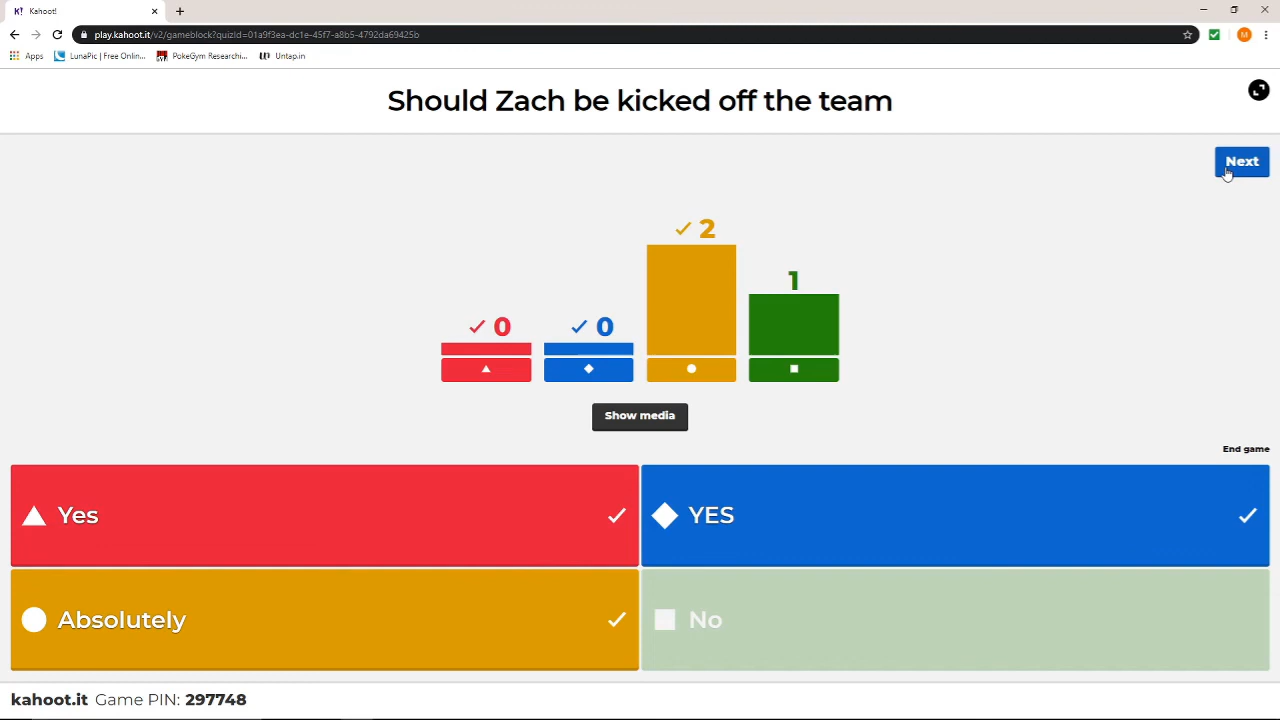 K! Kahoot!
play.kahoot.it/v2/gameblock?quizId=01a9f3ea-dc1e-45f7-a8b5-4792da69425b
M
Apps LunaPic | Free Onlin... PokeGym Researchi... Untap.in
Should Zach be kicked off the team
Next
0 0 2 1
Show media
End game
Yes YES
Absolutely No
kahoot.it Game PIN: 297748